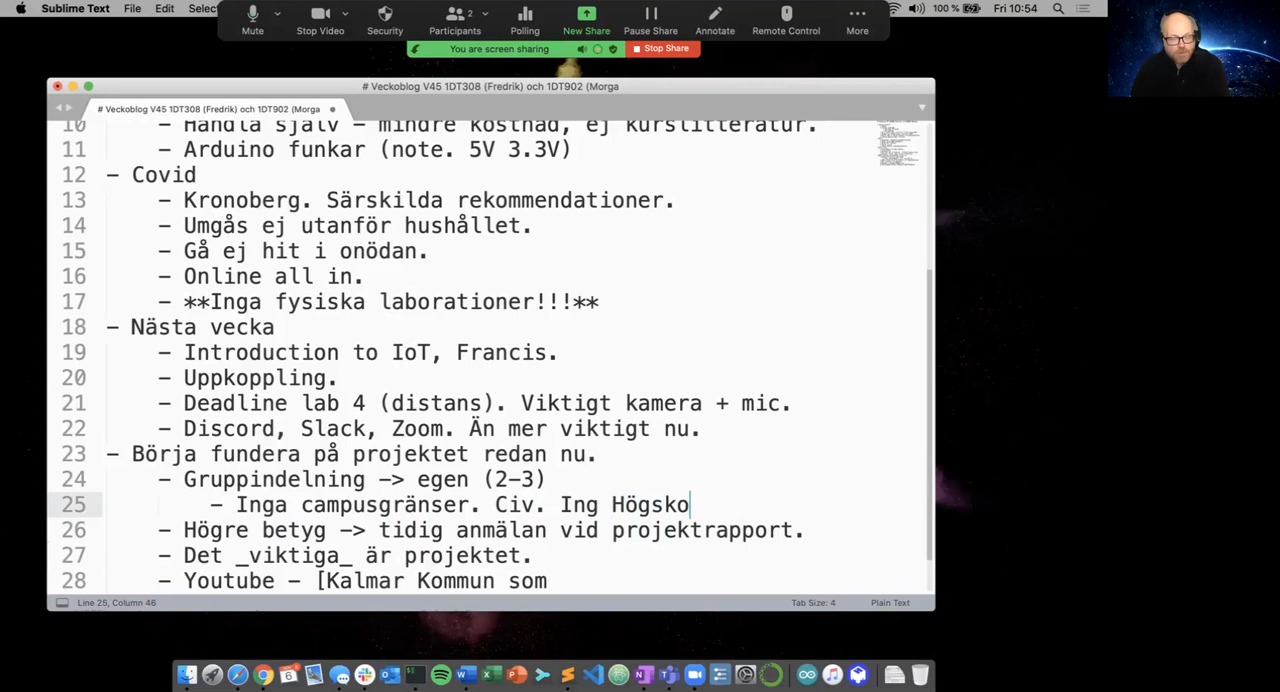 Sublime Text File Edit Selec
100 % Fri 10:54
Mute Stop Video Security Participants 2 Polling New Share Pause Share Annotate Remote Control More
You are screen sharing Stop Share
# Veckoblog V45 1DT308 (Fredrik) och 1DT902 (Morga
# Veckoblog V45 1DT308 (Fredrik) och 1DT902 (Morga
10 - Handla själv - mindre kostnad, ej kurslitteratur.
11 - Arduino funkar (note. 5V 3.3V)
12 - Covid
13 - Kronoberg. Särskilda rekommendationer.
14 - Umgås ej utanför hushållet.
15 - Gå ej hit i onödan.
16 - Online all in.
17 - **Inga fysiska laborationer!!!**
18 - Nästa vecka
19 - Introduction to IoT, Francis.
20 - Uppkoppling.
21 - Deadline lab 4 (distans). Viktigt kamera + mic.
22 - Discord, Slack, Zoom. Än mer viktigt nu.
23 - Börja fundera på projektet redan nu.
24 - Gruppindelning -> egen (2-3)
25 - Inga campusgränser. Civ. Ing Högsko
26 - Högre betyg -> tidig anmälan vid projektrapport.
27 - Det _viktiga_ är projektet.
28 - Youtube - [Kalmar Kommun som
Line 25, Column 46 Tab Size: 4 Plain Text